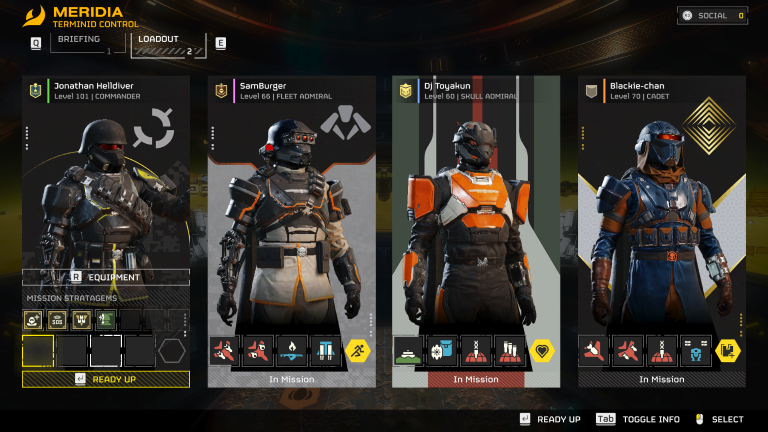 MERIDIA
TERMINID CONTROL
SOCIAL 0
Q BRIEFING 1 LOADOUT 2 E
Jonathan Helldiver
Level 101 | COMMANDER
SamBurger
Level 66 | FLEET ADMIRAL
Dj Toyakun
Level 60 | SKULL ADMIRAL
Blackie-chan
Level 70 | CADET
R EQUIPMENT
MISSION STRATAGEMS
SOS
READY UP
In Mission
In Mission
In Mission
READY UP Tab TOGGLE INFO SELECT